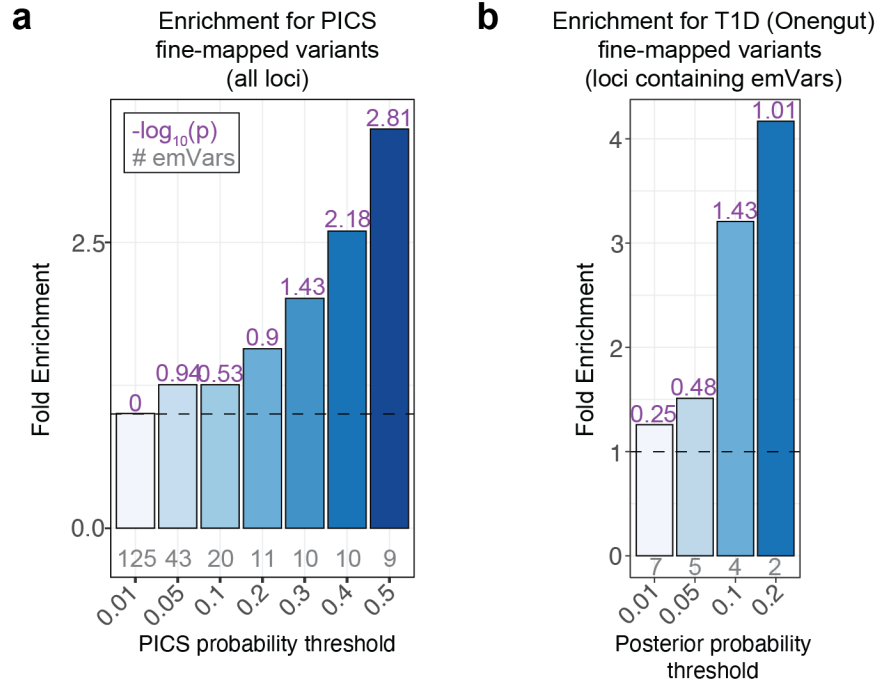 a
Enrichment for PICS
fine-mapped variants
(all loci)
-log10(p)
# emVars
Fold Enrichment
2.5
0.0
0
0.94
0.53
0.9
1.43
2.18
2.81
125 43 20 11 10 10 9
0.01 0.05 0.1 0.2 0.3 0.4 0.5
PICS probability threshold
b
Enrichment for T1D (Onengut)
fine-mapped variants
(loci containing emVars)
Fold Enrichment
4
3
2
1
0
0.25
0.48
1.43
1.01
7 5 4 2
0.01 0.05 0.1 0.2
Posterior probability
threshold